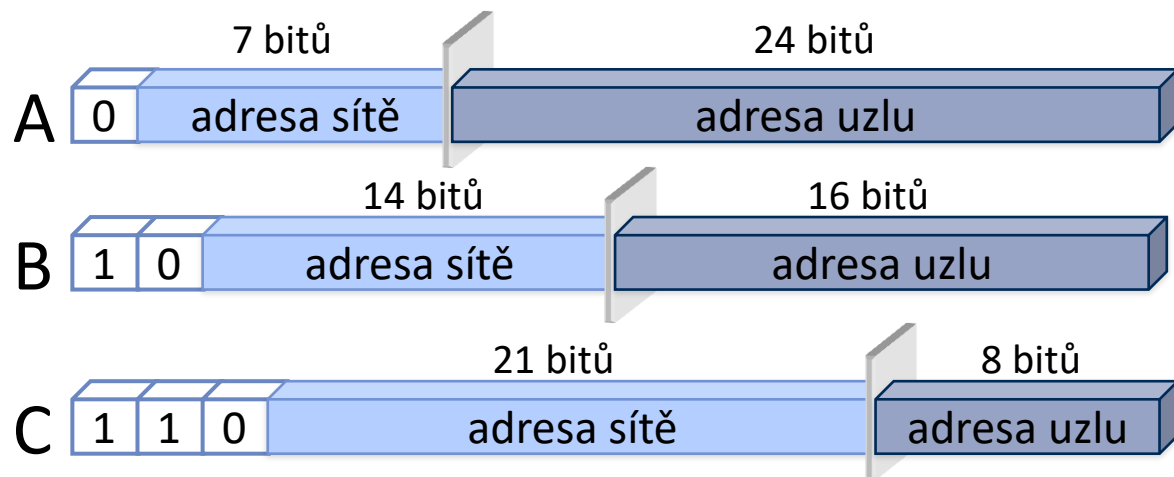 7 bitů 24 bitů
A 0 adresa sítě adresa uzlu
14 bitů 16 bitů
B 1 0 adresa sítě adresa uzlu
21 bitů 8 bitů
C 1 1 0 adresa sítě adresa uzlu